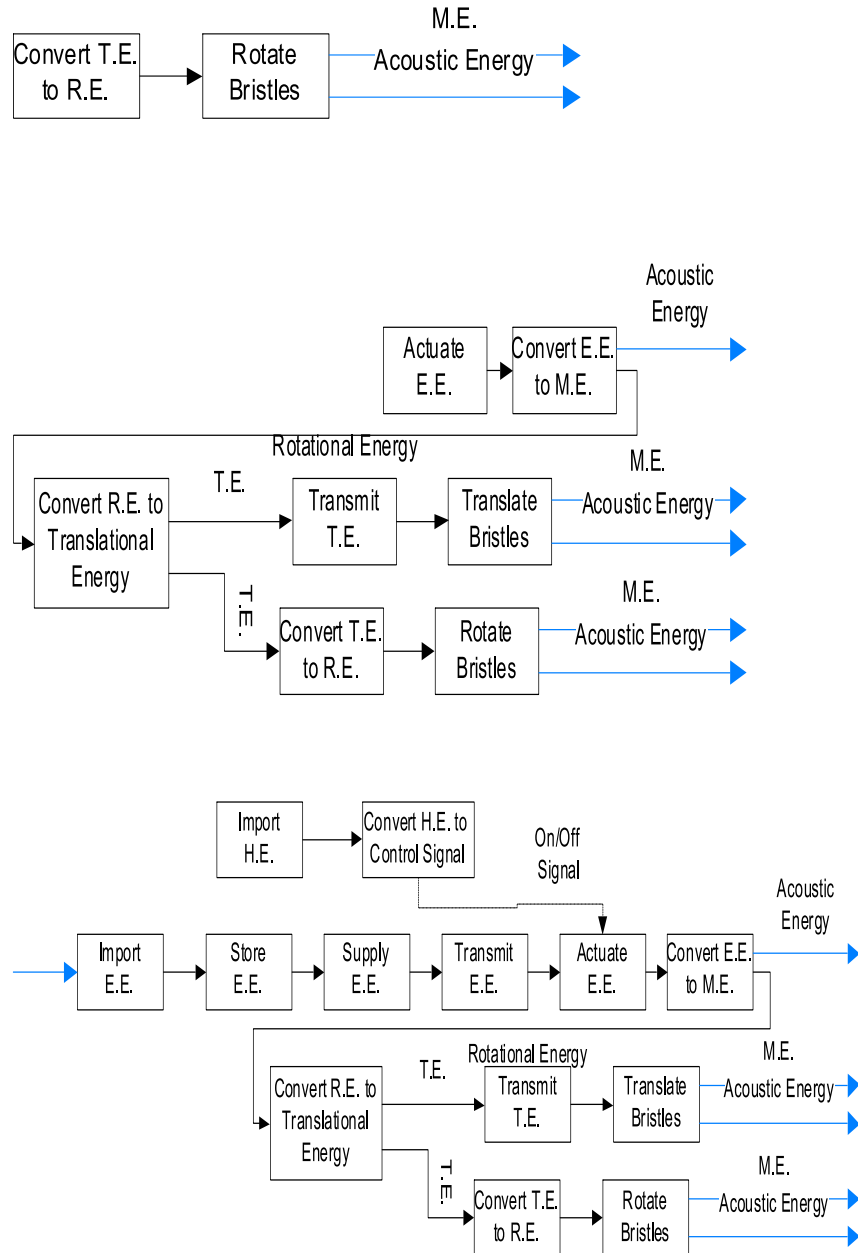 M.E.
Convert T.E.
to R.E.
Rotate
Bristles
Acoustic Energy
Acoustic
Energy
Actuate
E.E.
Convert E.E.
to M.E.
Rotational Energy
Convert R.E. to
Translational
Energy
T.E.
Transmit
T.E.
Translate
Bristles
M.E.
Acoustic Energy
T.E.
Convert T.E.
to R.E.
Rotate
Bristles
M.E.
Acoustic Energy
Import
H.E.
Convert H.E. to
Control Signal
On/Off
Signal
Acoustic
Energy
Import
E.E.
Store
E.E.
Supply
E.E.
Transmit
E.E.
Actuate
E.E.
Convert E.E.
to M.E.
Rotational Energy
Convert R.E. to
Translational
Energy
T.E.
Transmit
T.E.
Translate
Bristles
M.E.
Acoustic Energy
T.E.
Convert T.E.
to R.E.
Rotate
Bristles
M.E.
Acoustic Energy